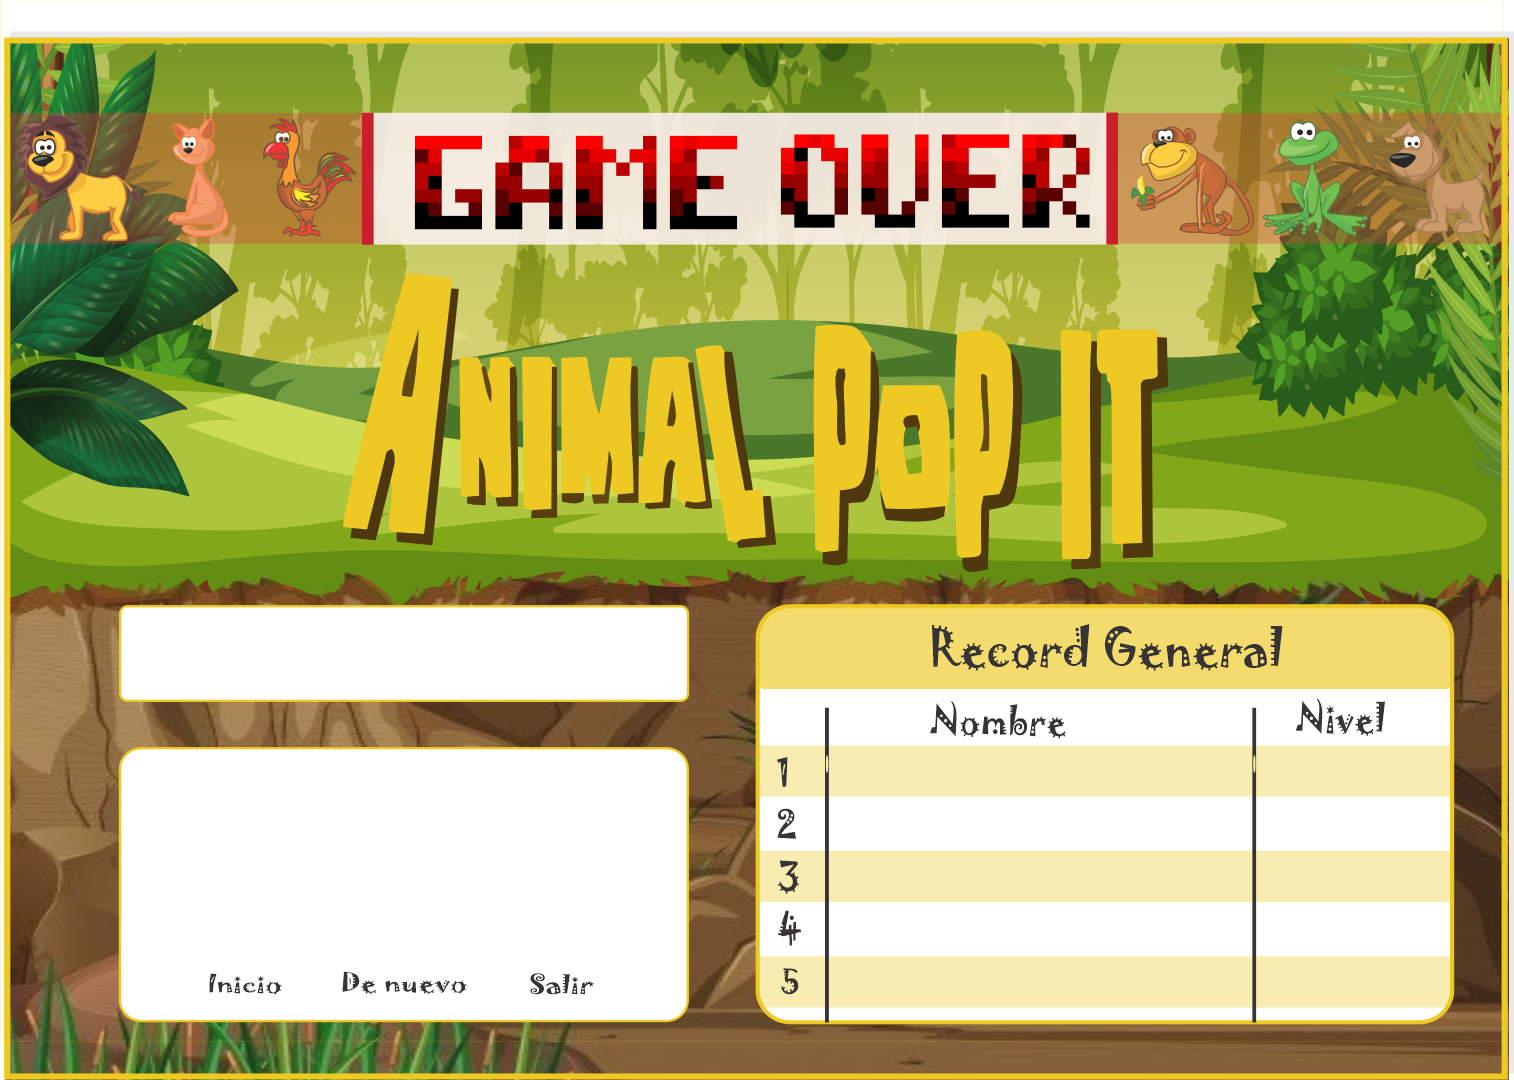 GAME OVER
Animal Pop It
Record General
Nombre Nivel
1
2
3
4
5
Inicio De nuevo Salir